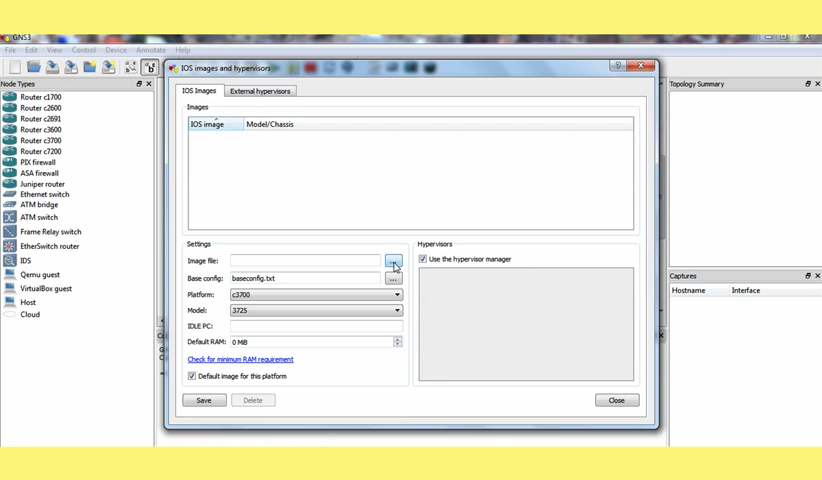 GNS3
File Edit View Control Device Annotate Help
IOS images and hypervisors
IOS Images External hypervisors
Node Types
Router c1700
Router c2600
Router c2691
Router c3600
Router c3700
Router c7200
PIX firewall
ASA firewall
Juniper router
Ethernet switch
ATM bridge
ATM switch
Frame Relay switch
EtherSwitch router
IDS
Qemu guest
VirtualBox guest
Host
Cloud
Images
IOS image Model/Chassis
Settings
Image file: ...
Base config: baseconfig.txt ...
Platform: c3700
Model: 3725
IDLE PC:
Default RAM: 0 MiB
Check for minimum RAM requirement
Default image for this platform
Save Delete
Hypervisors
Use the hypervisor manager
Close
Topology Summary
Captures
Hostname Interface